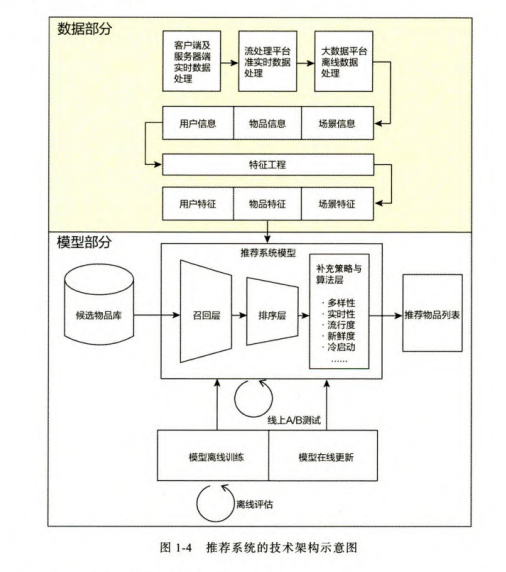 数据部分
客户端及
服务器端
实时数据
处理
流处理平台
准实时数据
处理
大数据平台
离线数据
处理
用户信息
物品信息
场景信息
特征工程
用户特征
物品特征
场景特征
模型部分
推荐系统模型
候选物品库
召回层
排序层
补充策略与
算法层
·多样性
·实时性
·流行度
·新鲜度
·冷启动
……
推荐物品列表
线上A/B测试
模型离线训练
模型在线更新
离线评估
图 1-4 推荐系统的技术架构示意图